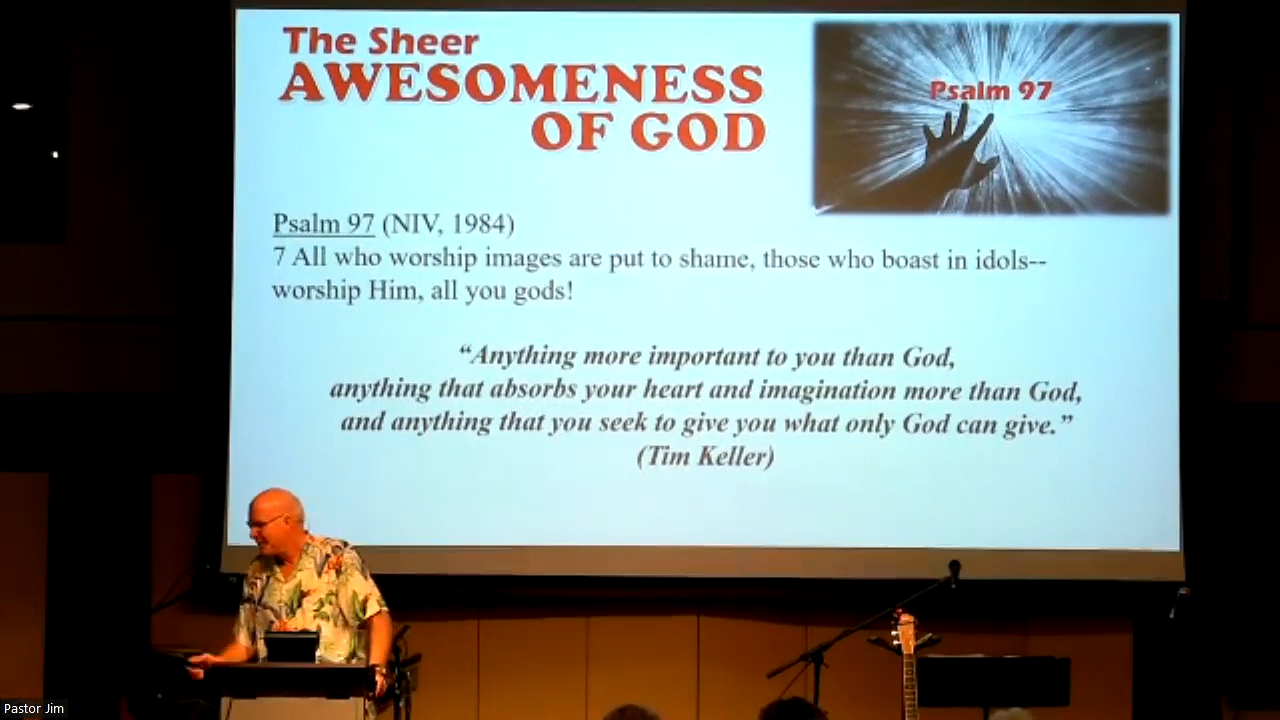 The Sheer
AWESOMENESS
OF GOD
Psalm 97
Psalm 97 (NIV, 1984)
7 All who worship images are put to shame, those who boast in idols--
worship Him, all you gods!
“Anything more important to you than God,
anything that absorbs your heart and imagination more than God,
and anything that you seek to give you what only God can give.”
(Tim Keller)
Pastor Jim